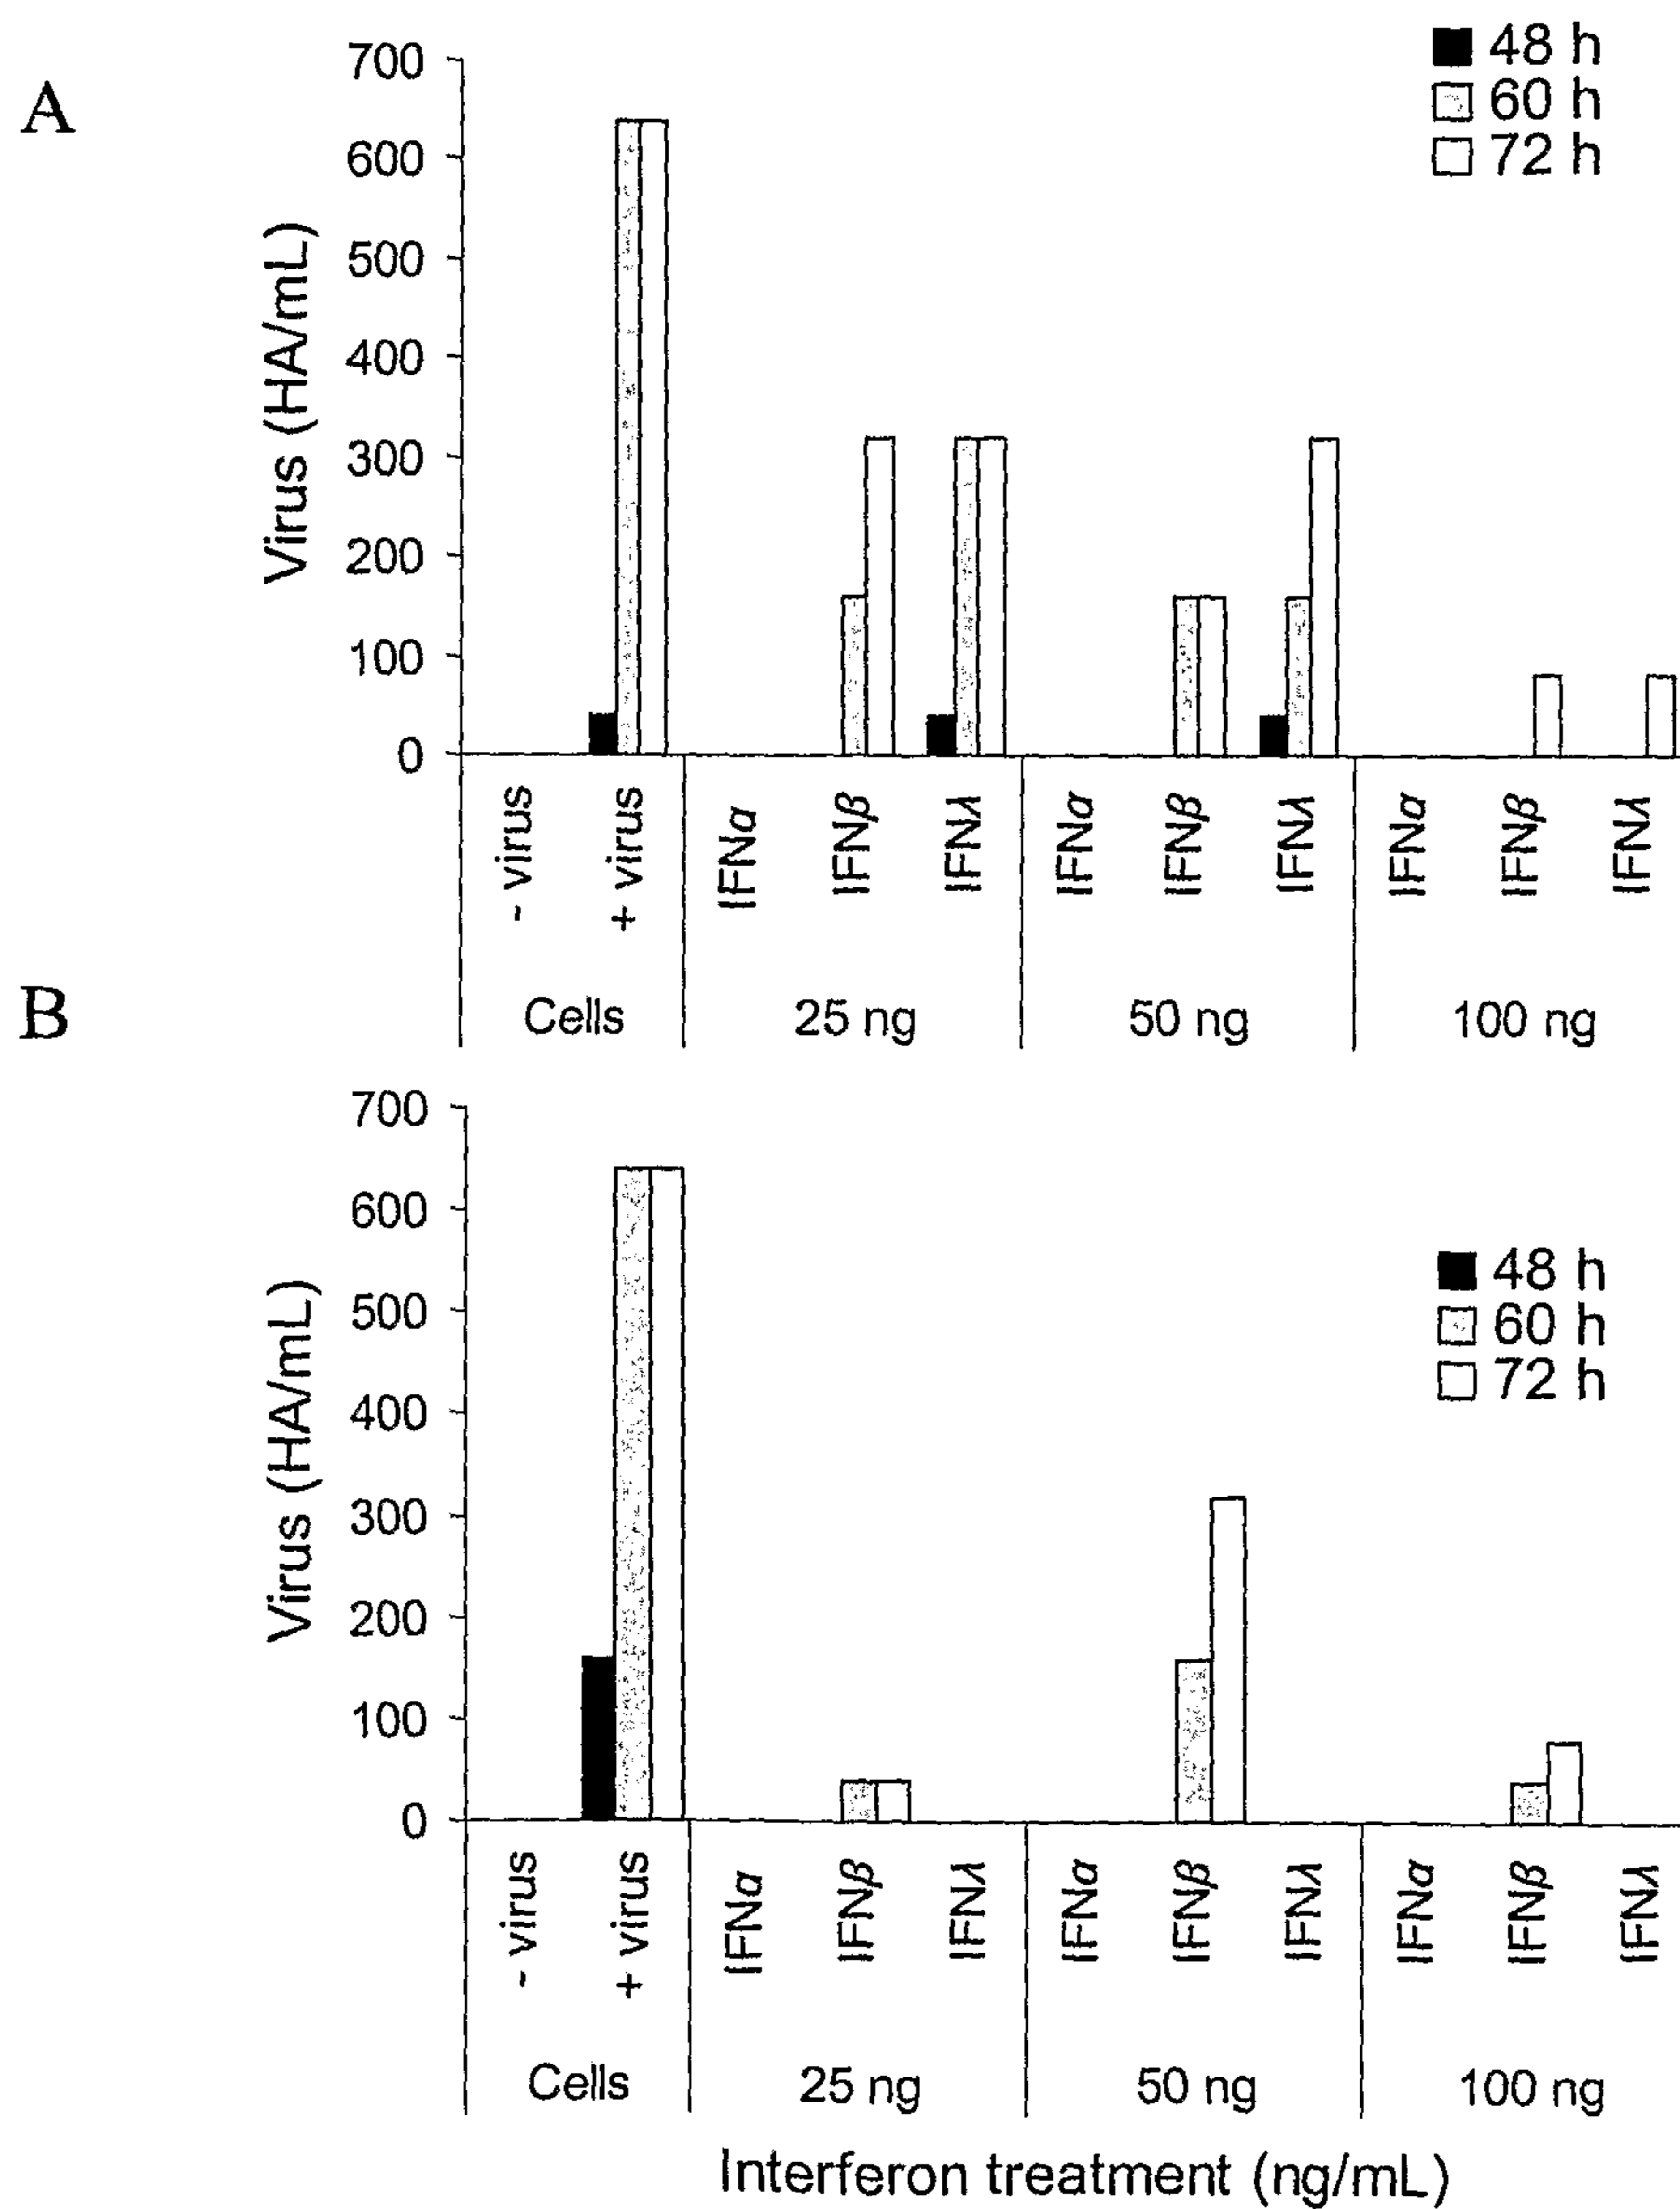 A
48 h
60 h
72 h
700
600
500
400
300
200
100
0
Virus (HA/mL)
- virus
+ virus
IFNα
IFNβ
IFNλ
IFNα
IFNβ
IFNλ
IFNα
IFNβ
IFNλ
Cells
25 ng
50 ng
100 ng
B
700
600
500
400
300
200
100
0
Virus (HA/mL)
48 h
60 h
72 h
- virus
+ virus
IFNα
IFNβ
IFNλ
IFNα
IFNβ
IFNλ
IFNα
IFNβ
IFNλ
Cells
25 ng
50 ng
100 ng
Interferon treatment (ng/mL)